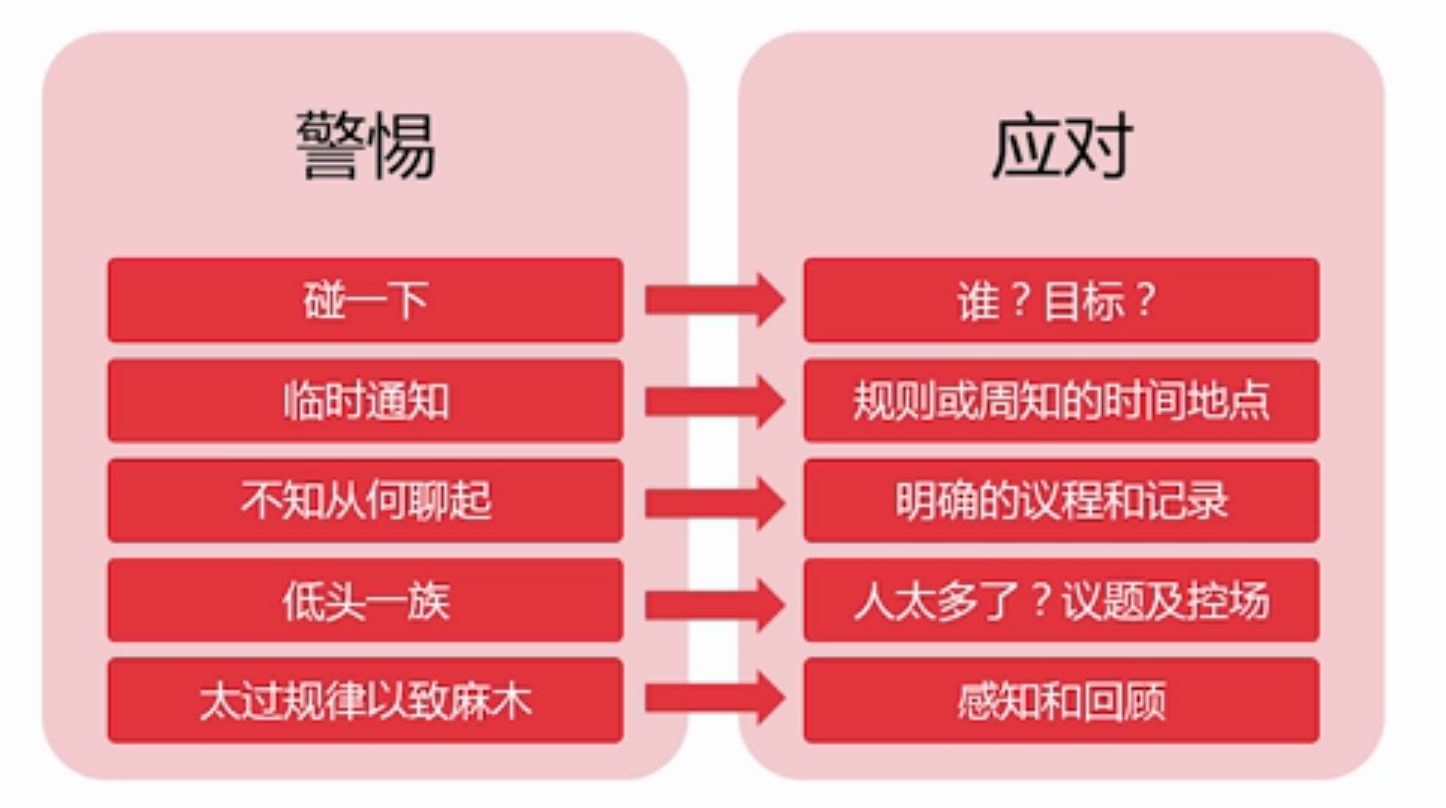 警惕
应对
碰一下
谁？目标？
临时通知
规则或周知的时间地点
不知从何聊起
明确的议程和记录
低头一族
人太多了？议题及控场
太过规律以致麻木
感知和回顾